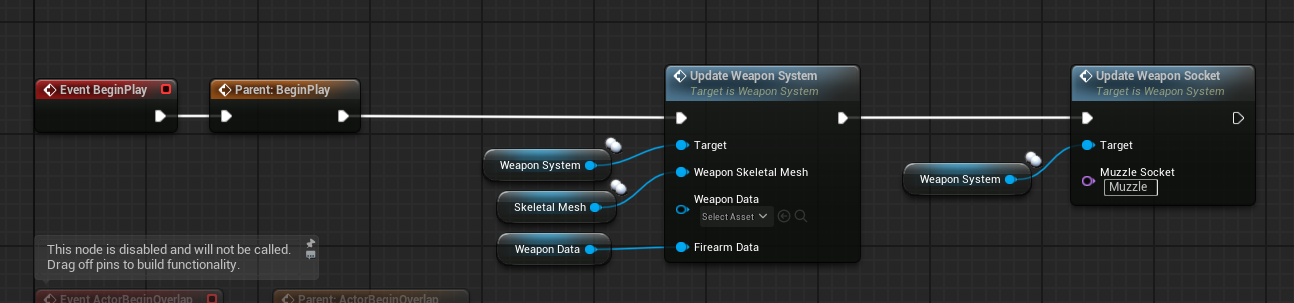 Event BeginPlay
Parent: BeginPlay
Update Weapon System
Target is Weapon System
Target
Weapon Skeletal Mesh
Weapon Data
Select Asset
Firearm Data
Weapon System
Skeletal Mesh
Weapon Data
Update Weapon Socket
Target is Weapon System
Target
Muzzle Socket
Muzzle
Weapon System
This node is disabled and will not be called.
Drag off pins to build functionality.
Event ActorBeginOverlap
Parent: ActorBeginOverlap